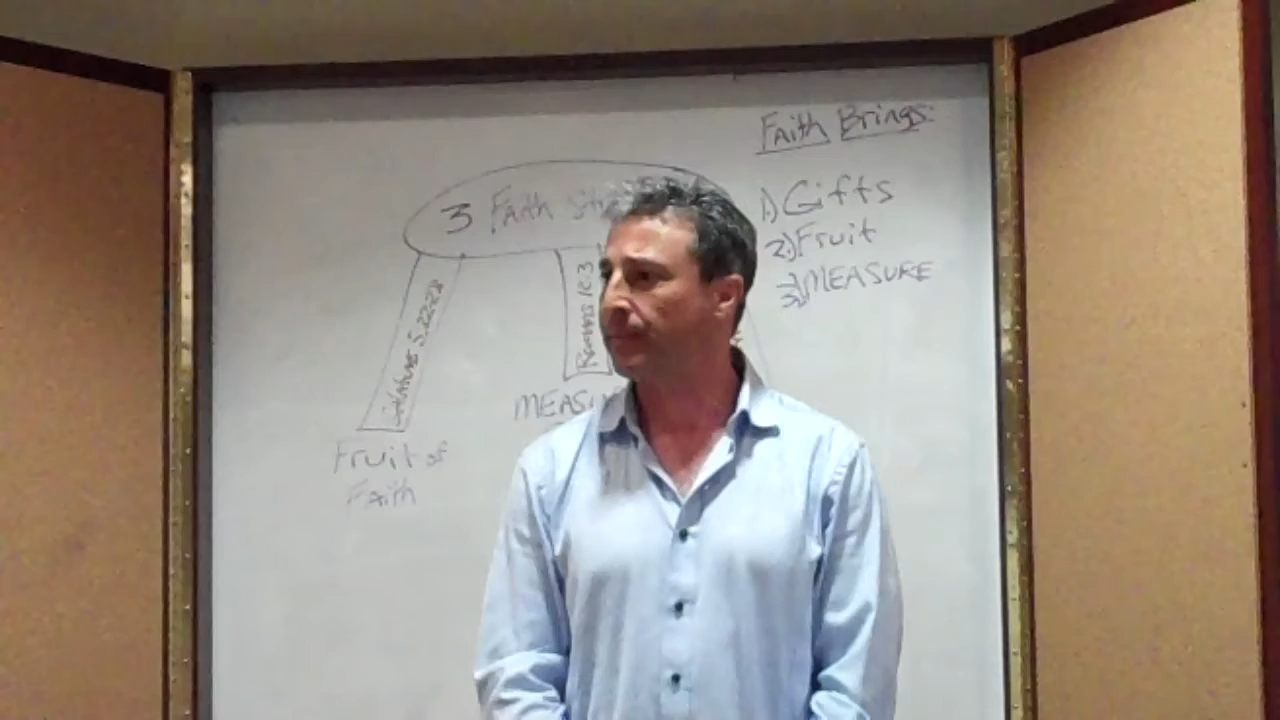 Faith Brings:
3 Faith
1) Gifts
2) Fruit
3) MEASURE
5:22-23
Romans 12:3
MEASU
Fruit of
Faith